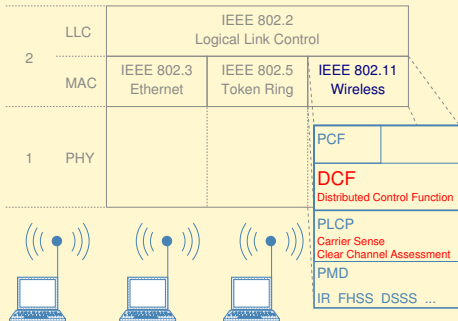 IEEE 802.2
Logical Link Control
LLC
2
MAC
IEEE 802.3
Ethernet
IEEE 802.5
Token Ring
IEEE 802.11
Wireless
1
PHY
PCF
DCF
Distributed Control Function
PLCP
Carrier Sense
Clear Channel Assessment
PMD
IR FHSS DSSS ...